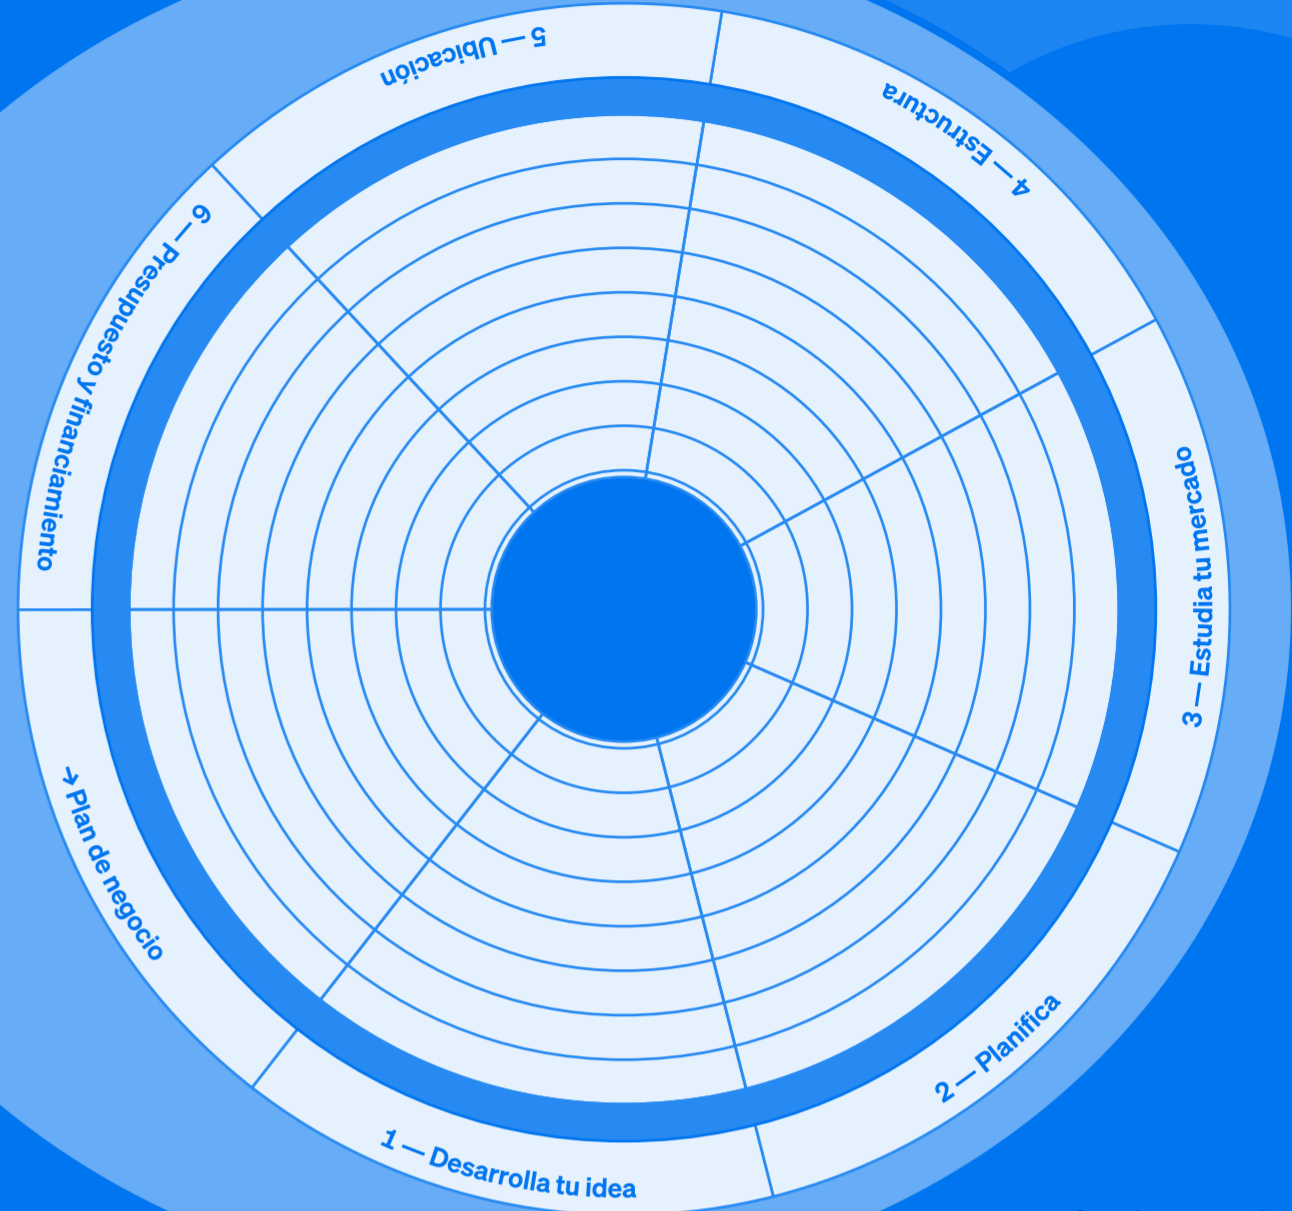 → Plan de negocio
1 — Desarrolla tu idea
2 — Planifica
3 — Estudia tu mercado
4 — Estructura
5 — Ubicación
6 — Presupuesto y financiamiento